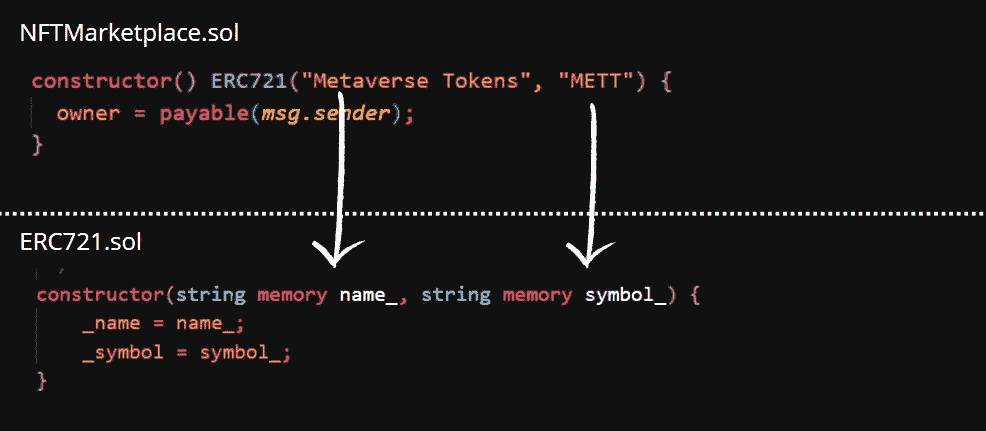 NFTMarketplace.sol
constructor() ERC721("Metaverse Tokens", "METT") {
owner = payable(msg.sender);
}
ERC721.sol
constructor(string memory name_, string memory symbol_) {
_name = name_;
_symbol = symbol_;
}